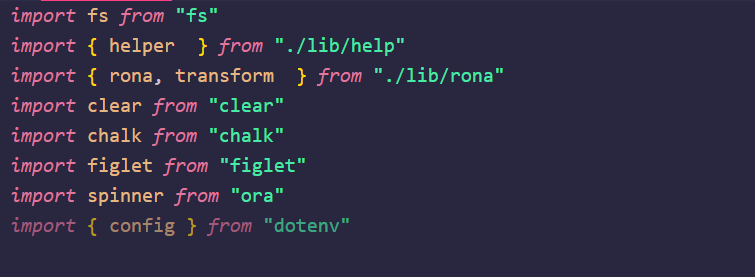 import fs from "fs"
import { helper  } from "./lib/help"
import { rona, transform  } from "./lib/rona"
import clear from "clear"
import chalk from "chalk"
import figlet from "figlet"
import spinner from "ora"
import { config } from "dotenv"